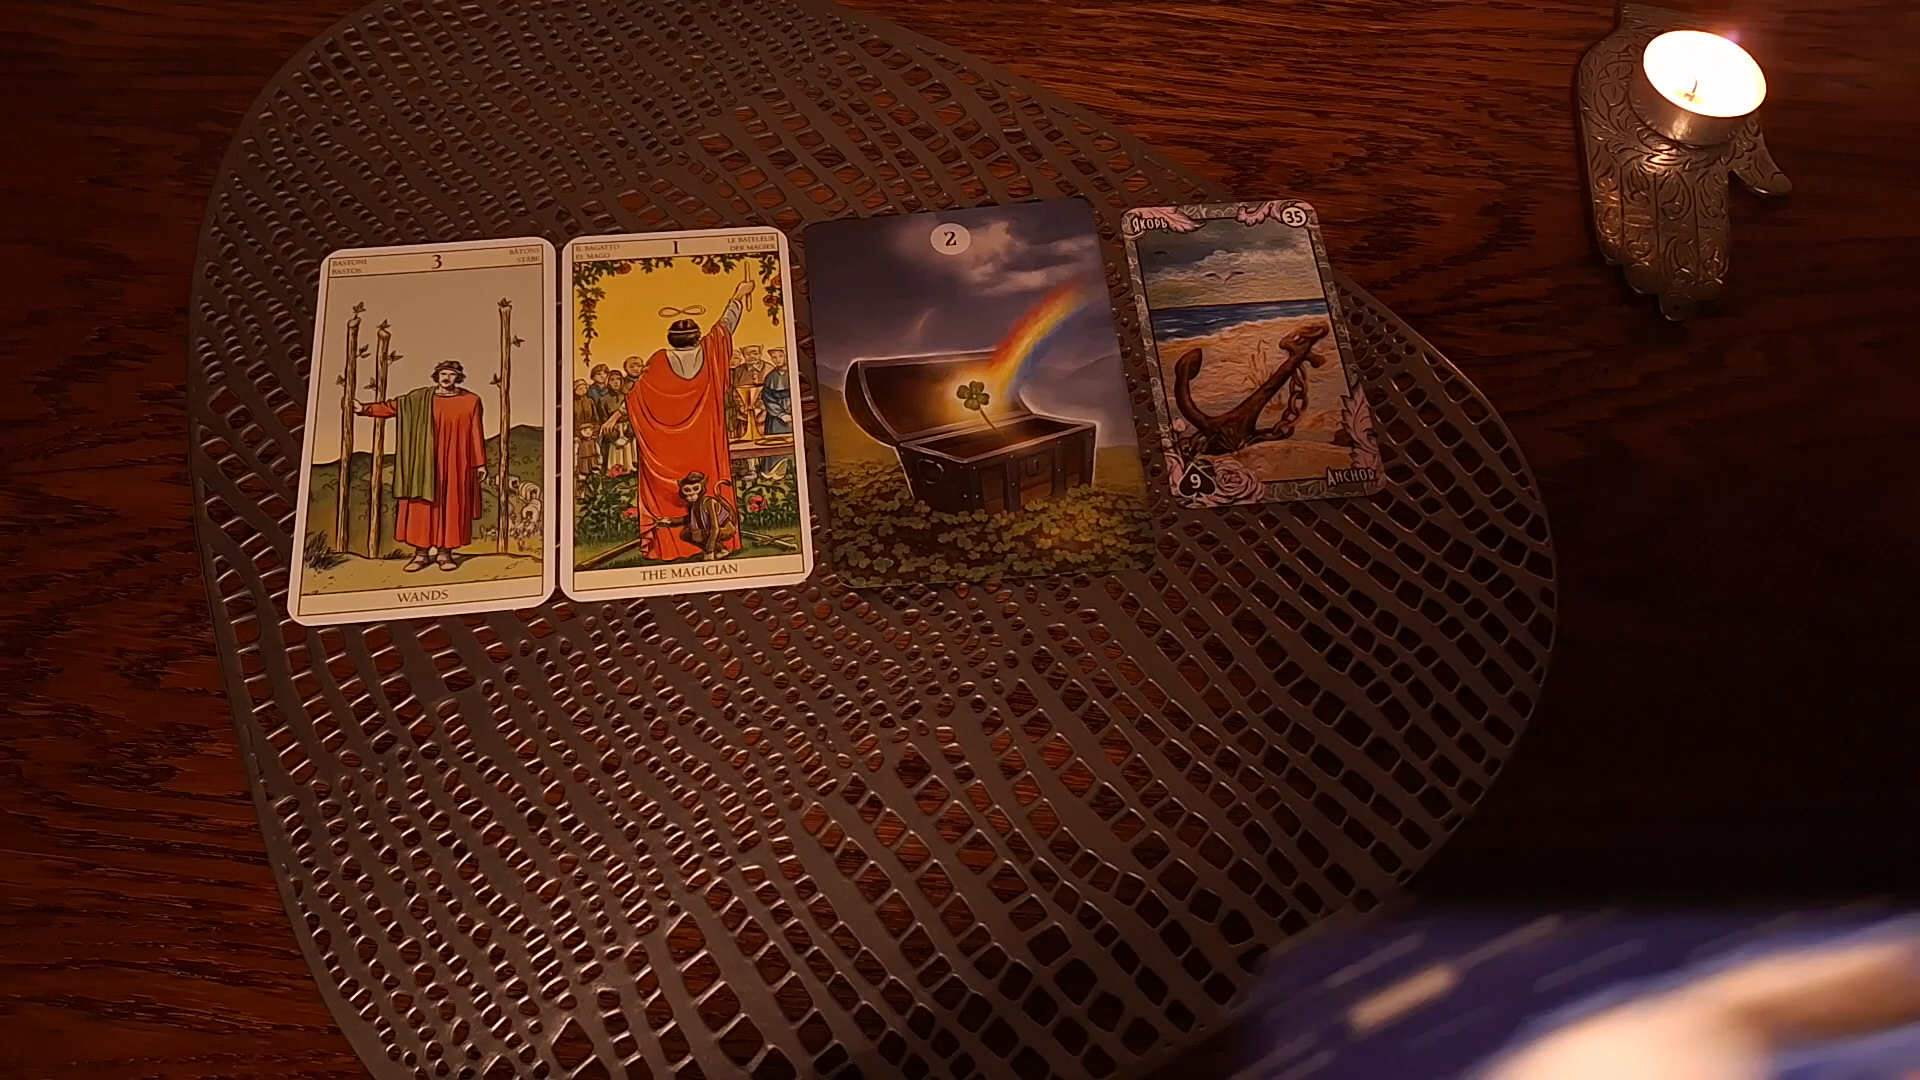 BASTONI
BASTOS
3
BÂTONS
STÄBE
WANDS
IL BAGATTO
EL MAGO
I
LE BATELEUR
DER MAGIER
THE MAGICIAN
2
ЯКОРЬ
35
9
ANCHOR